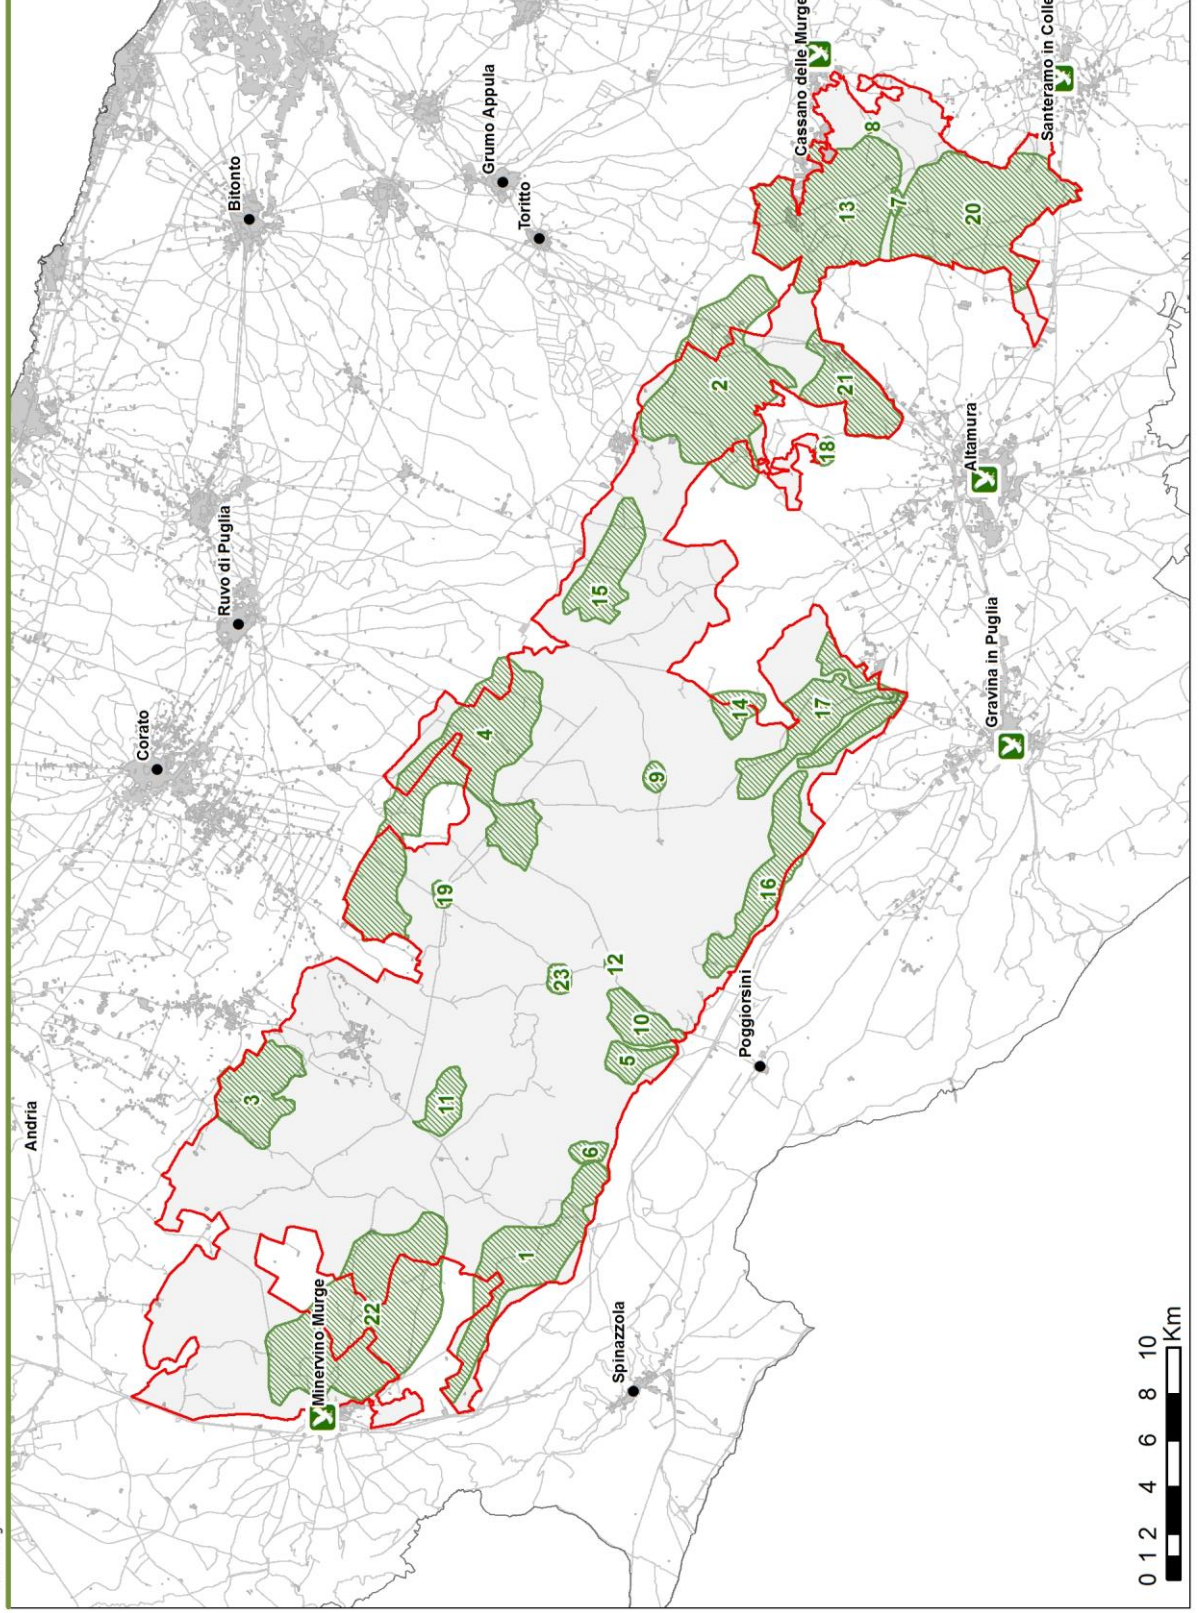 Andria
Corato
Ruvo di Puglia
Bitonto
3
Minervino Murge
22
11
19
4
Grumo Appula
Toritto
1
23
6
15
12
Spinazzola
5
10
9
2
14
Poggiorsini
16
Cassano delle Murge
17
18
21
13
8
7
Altamura
20
Gravina in Puglia
Santeramo in Colle
0 1 2 4 6 8 10
Km